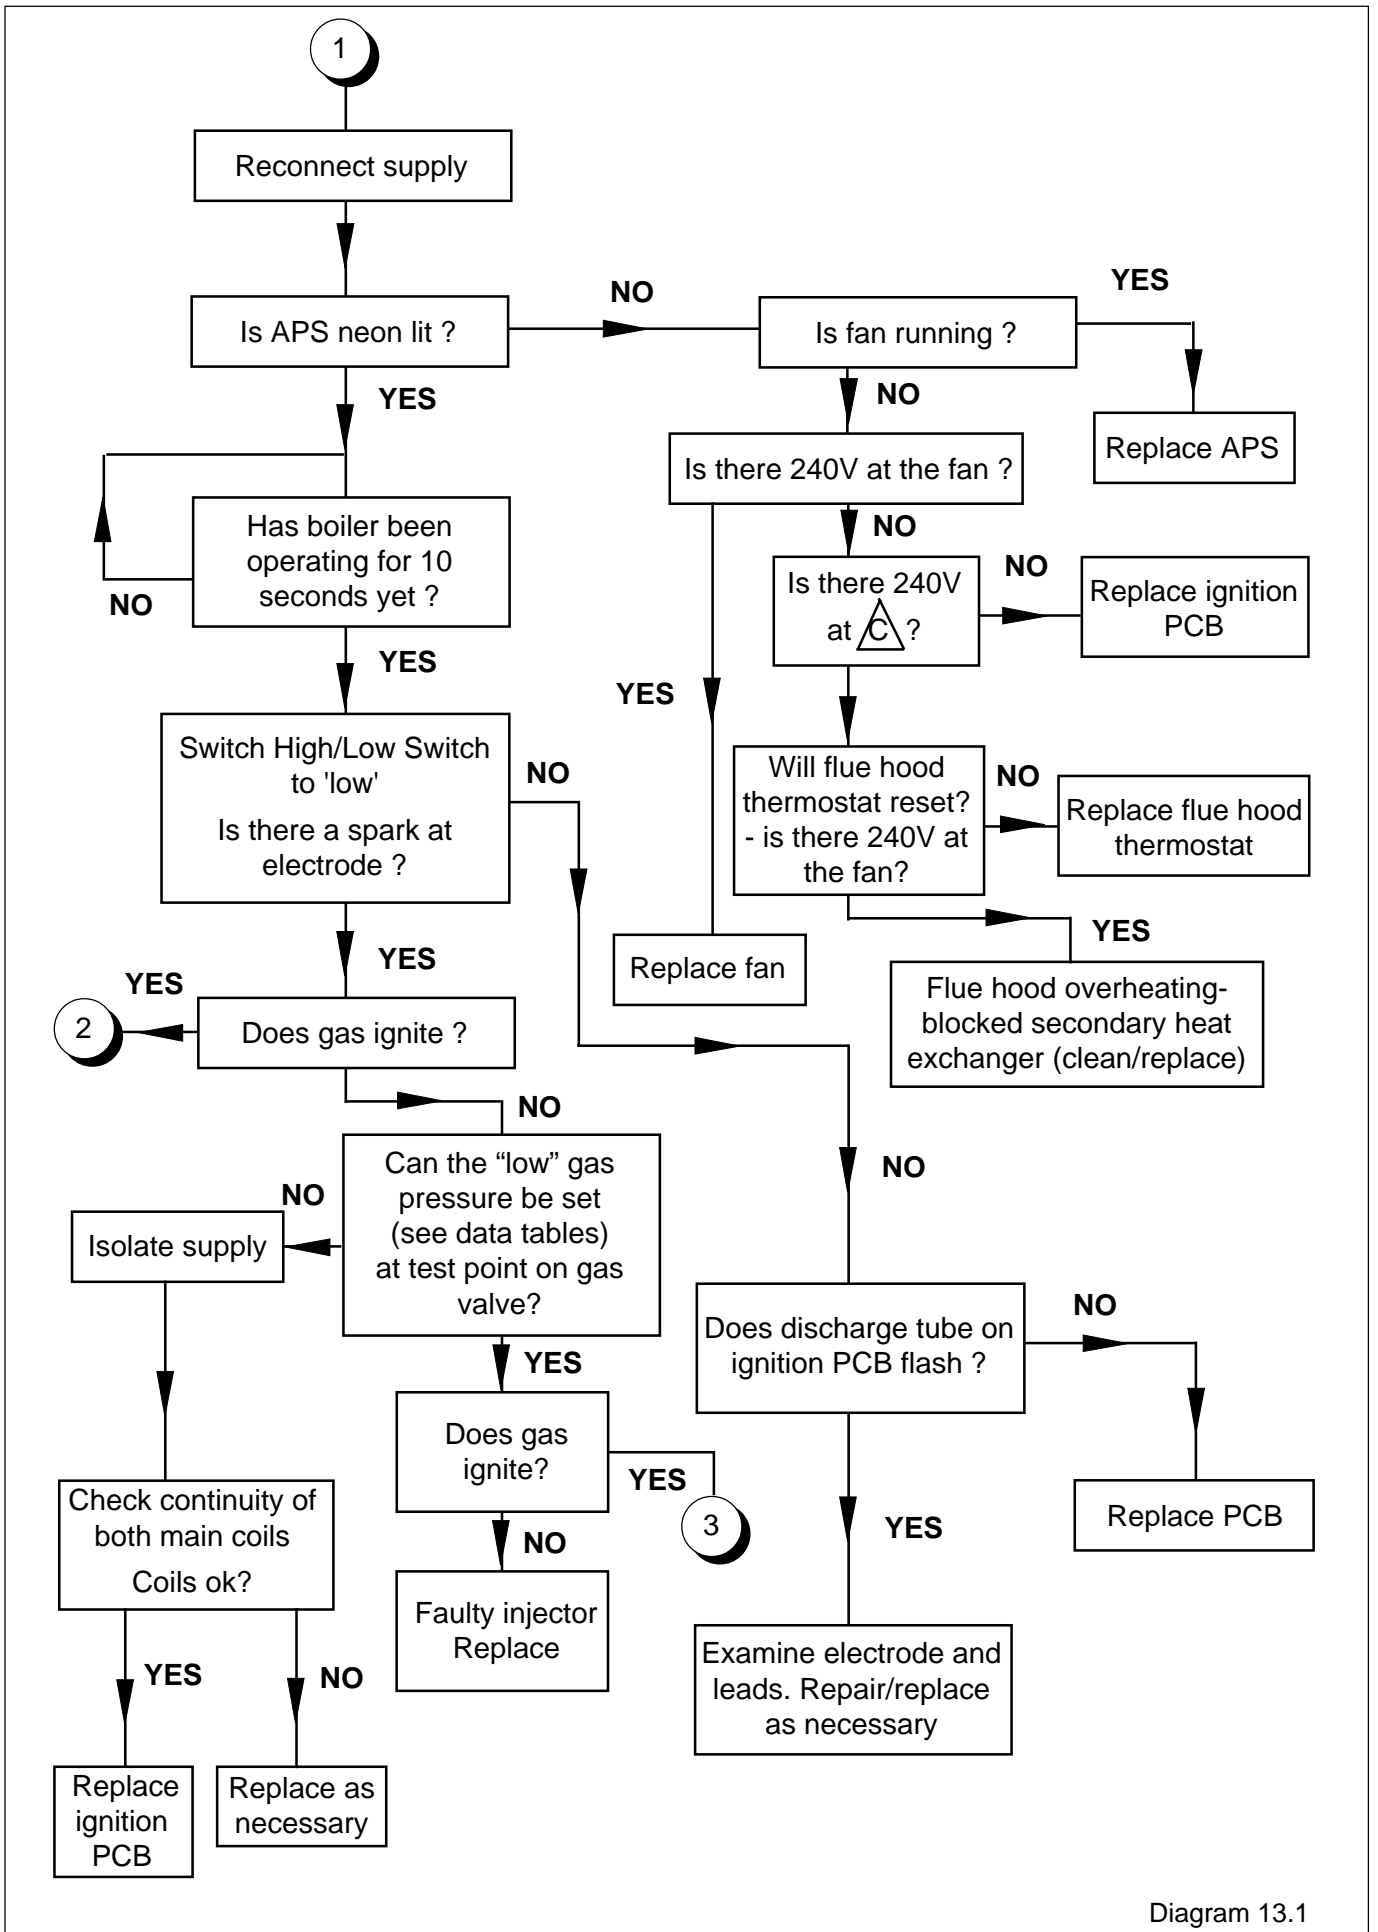 1
Reconnect supply
Is APS neon lit ?
NO
Is fan running ?
YES
YES
NO
Replace APS
Is there 240V at the fan ?
Has boiler been
operating for 10
seconds yet ?
NO
NO
Is there 240V
at C ?
NO
Replace ignition
PCB
YES
YES
Switch High/Low Switch
to 'low'
Is there a spark at
electrode ?
NO
Will flue hood
thermostat reset?
- is there 240V at
the fan?
NO
Replace flue hood
thermostat
YES
YES
Replace fan
YES
Flue hood overheating-
blocked secondary heat
exchanger (clean/replace)
2
Does gas ignite ?
NO
Can the “low” gas
pressure be set
(see data tables)
at test point on gas
valve?
NO
NO
Isolate supply
Does discharge tube on
ignition PCB flash ?
NO
YES
Does gas
ignite?
YES
3
Check continuity of
both main coils
Coils ok?
Replace PCB
YES
NO
Faulty injector
Replace
Examine electrode and
leads. Repair/replace
as necessary
YES
NO
Replace
ignition
PCB
Replace as
necessary
Diagram 13.1